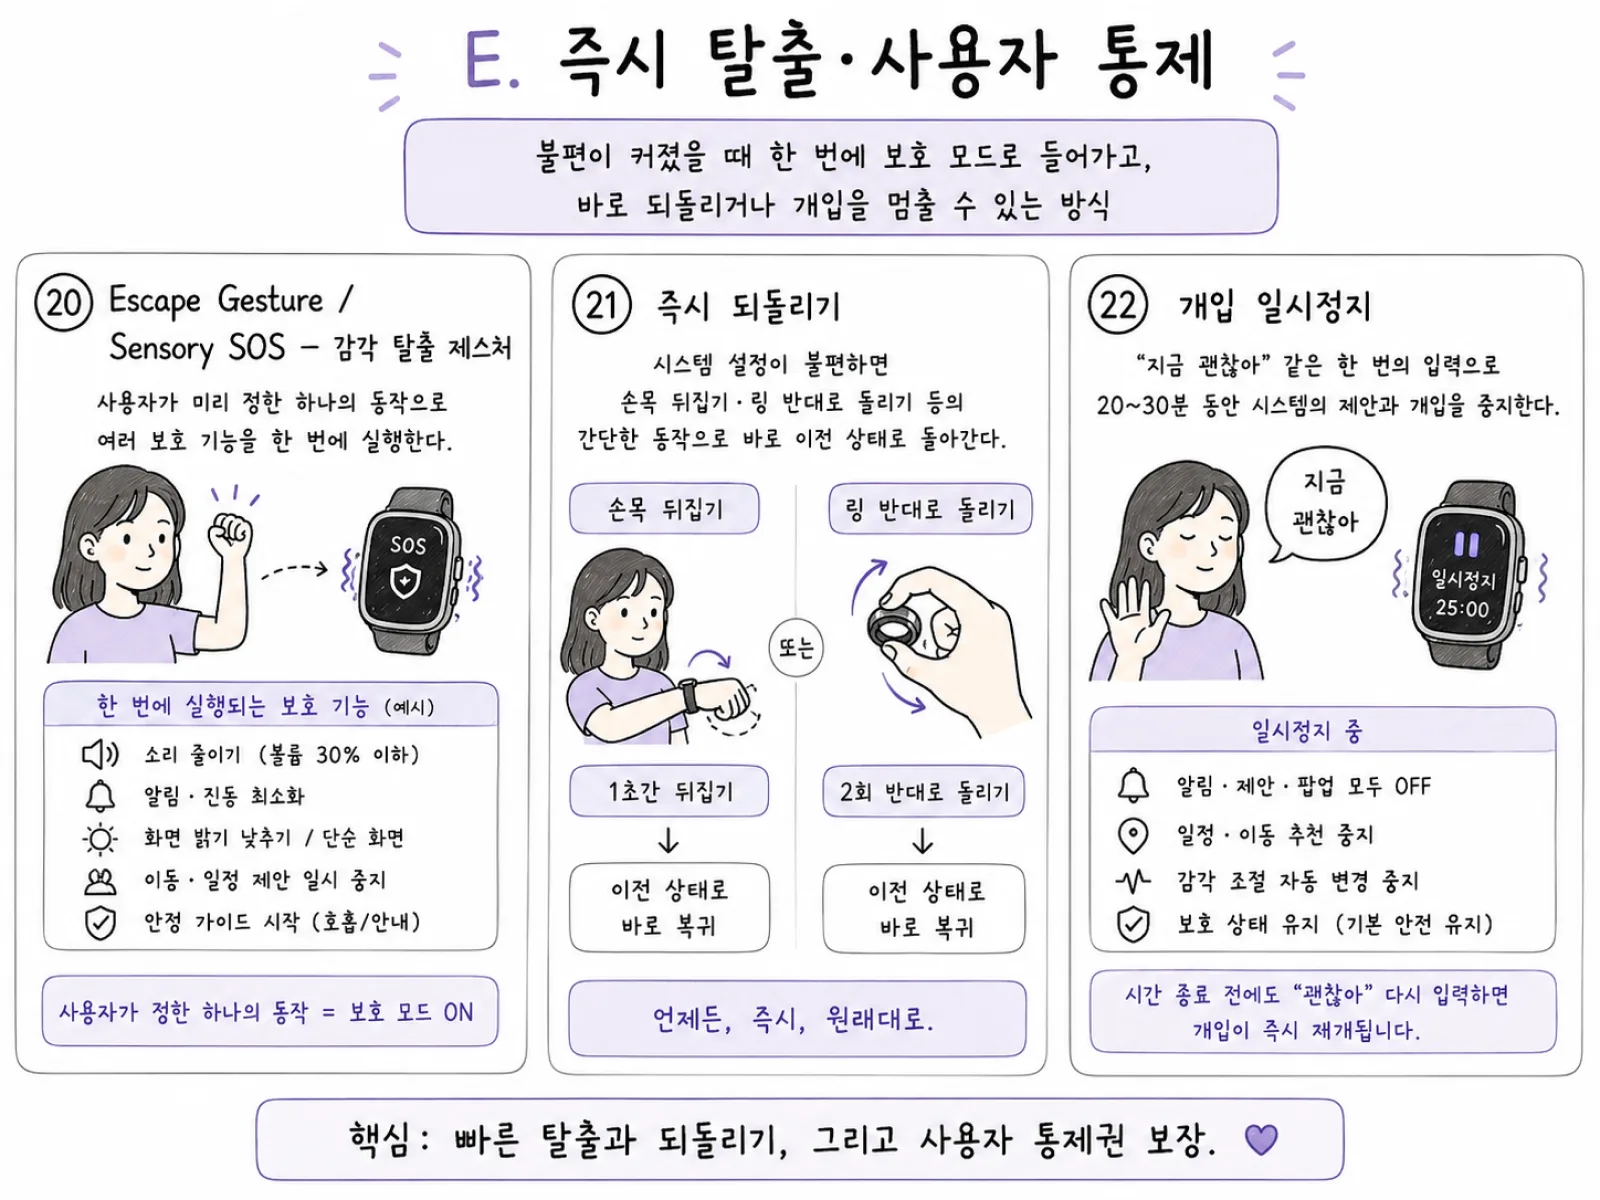 E. 즉시 탈출·사용자 통제
불편이 커졌을 때 한 번에 보호 모드로 들어가고,
바로 되돌리거나 개입을 멈출 수 있는 방식
20 Escape Gesture /
Sensory SOS – 감각 탈출 제스처
사용자가 미리 정한 하나의 동작으로
여러 보호 기능을 한 번에 실행한다.
SOS
한 번에 실행되는 보호 기능 (예시)
소리 줄이기 (볼륨 30% 이하)
알림·진동 최소화
화면 밝기 낮추기 / 단순 화면
이동·일정 제안 일시 중지
안정 가이드 시작 (호흡/안내)
사용자가 정한 하나의 동작 = 보호 모드 ON
21 즉시 되돌리기
시스템 설정이 불편하면
손목 뒤집기·링 반대로 돌리기 등의
간단한 동작으로 바로 이전 상태로 돌아간다.
손목 뒤집기
링 반대로 돌리기
또는
1초간 뒤집기
2회 반대로 돌리기
이전 상태로
바로 복귀
이전 상태로
바로 복귀
언제든, 즉시, 원래대로.
22 개입 일시정지
“지금 괜찮아” 같은 한 번의 입력으로
20~30분 동안 시스템의 제안과 개입을 중지한다.
지금
괜찮아
일시정지
25:00
일시정지 중
알림·제안·팝업 모두 OFF
일정·이동 추천 중지
감각 조절 자동 변경 중지
보호 상태 유지 (기본 안전 유지)
시간 종료 전에도 “괜찮아” 다시 입력하면
개입이 즉시 재개됩니다.
핵심: 빠른 탈출과 되돌리기, 그리고 사용자 통제권 보장.